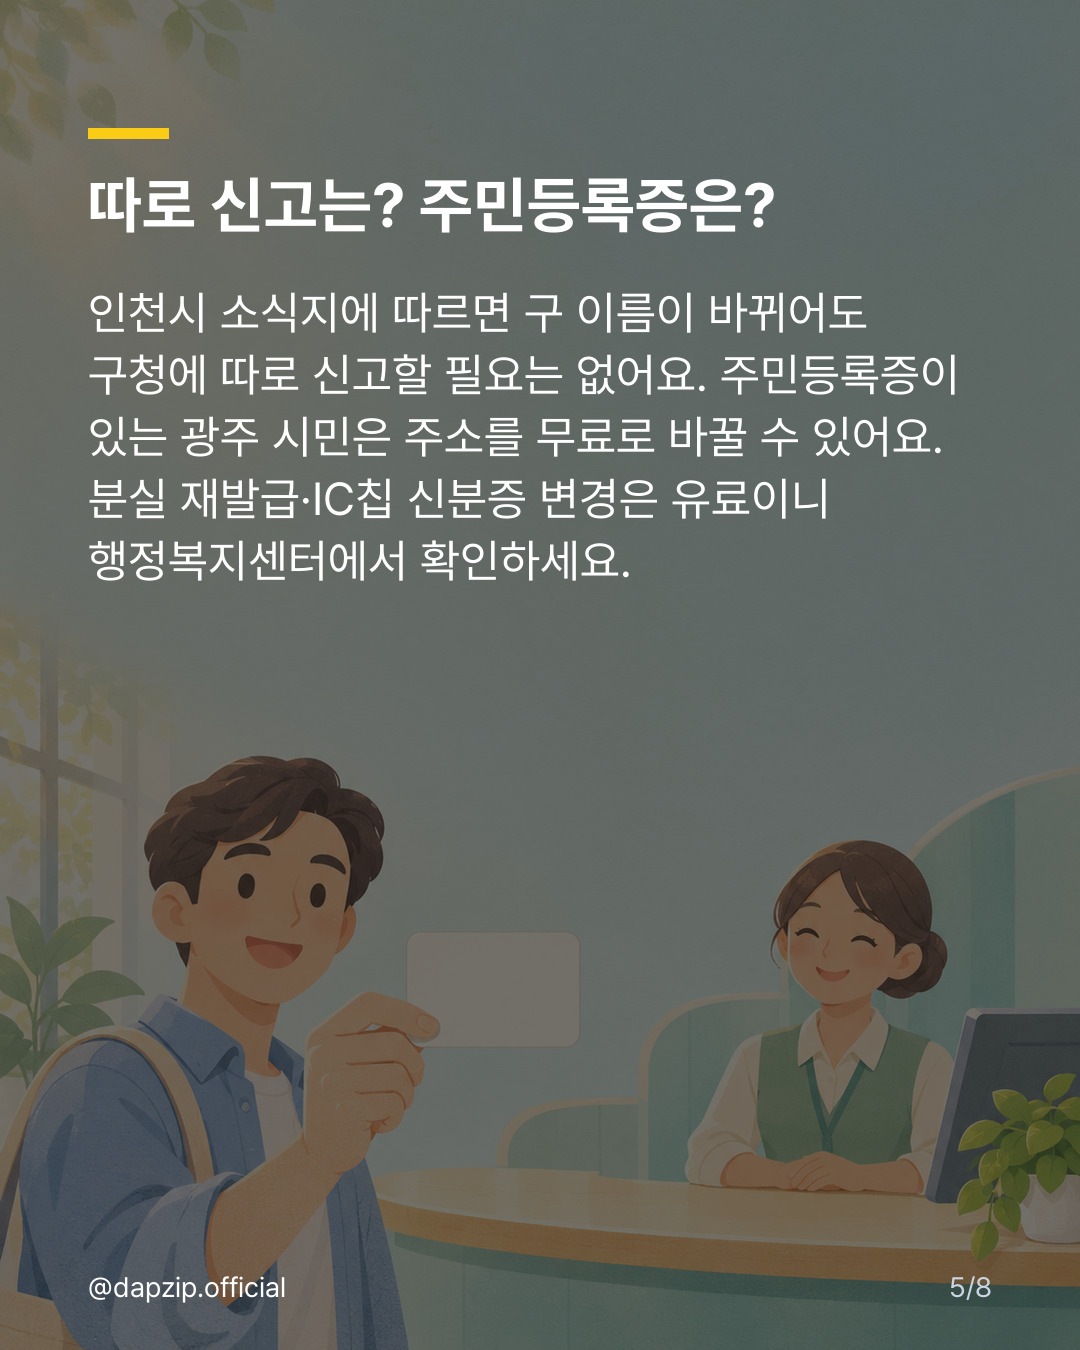 따로 신고는? 주민등록증은?
인천시 소식지에 따르면 구 이름이 바뀌어도
구청에 따로 신고할 필요는 없어요. 주민등록증이
있는 광주 시민은 주소를 무료로 바꿀 수 있어요.
분실 재발급·IC칩 신분증 변경은 유료이니
행정복지센터에서 확인하세요.
@dapzip.official
5/8